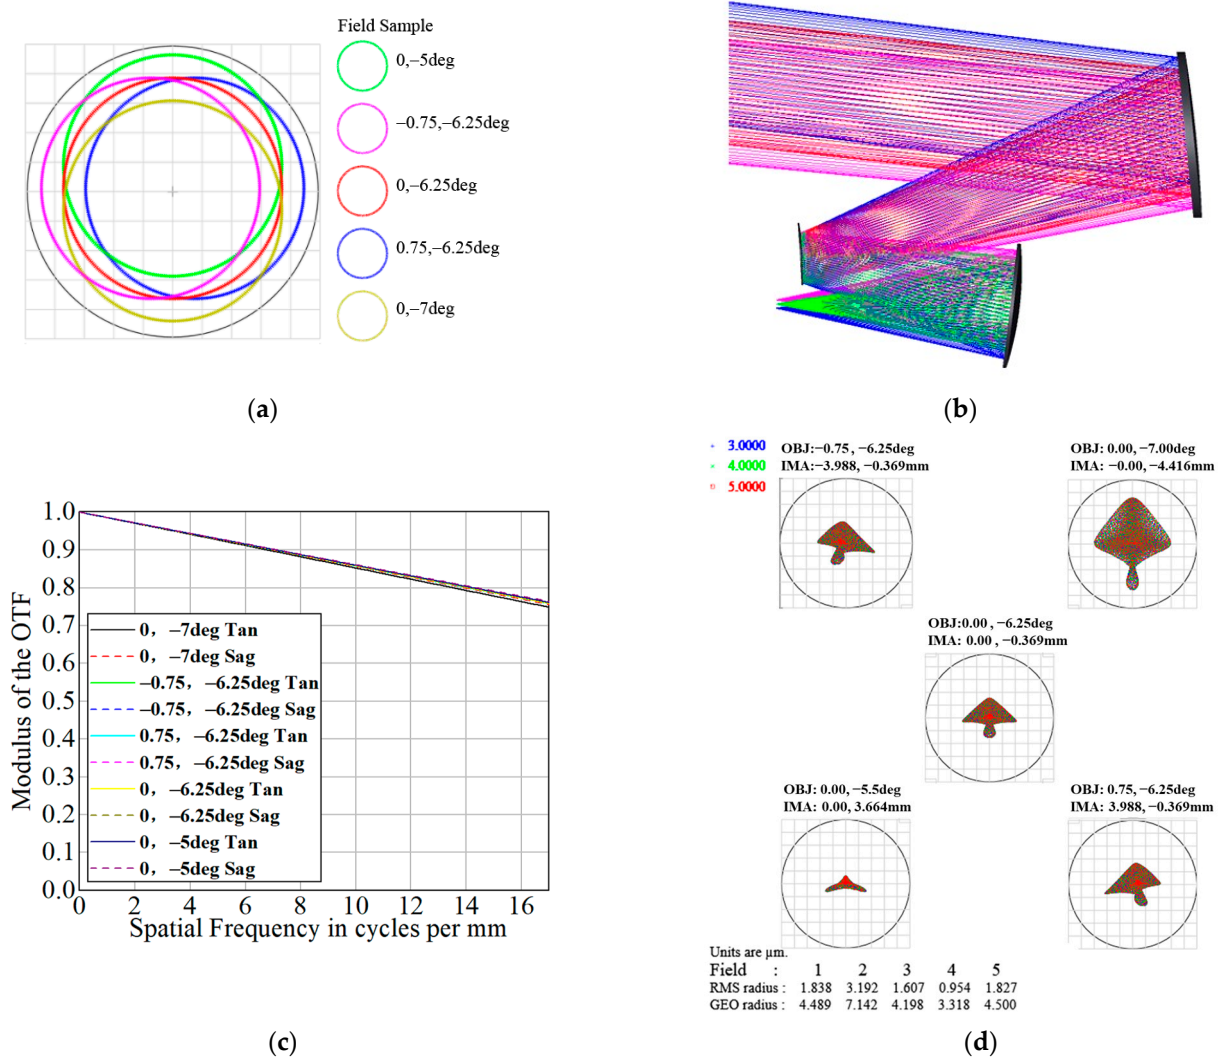 Field Sample
0,−5deg
−0.75,−6.25deg
0,−6.25deg
0.75,−6.25deg
0,−7deg
(a)
(b)
Modulus of the OTF
1.0
0.9
0.8
0.7
0.6
0.5
0.4
0.3
0.2
0.1
0.0
0, −7deg Tan
0, −7deg Sag
−0.75, −6.25deg Tan
−0.75, −6.25deg Sag
0.75, −6.25deg Tan
0.75, −6.25deg Sag
0, −6.25deg Tan
0, −6.25deg Sag
0, −5deg Tan
0, −5deg Sag
0 2 4 6 8 10 12 14 16
Spatial Frequency in cycles per mm
(c)
3.0000
4.0000
5.0000
OBJ:−0.75, −6.25deg
IMA:−3.988, −0.369mm
OBJ: 0.00, −7.00deg
IMA: −0.00, −4.416mm
OBJ:0.00 , −6.25deg
IMA: 0.00 , −0.369mm
OBJ: 0.00, −5.5deg
IMA: 0.00, 3.664mm
OBJ: 0.75, −6.25deg
IMA: 3.988, −0.369mm
Units are µm.
Field : 1 2 3 4 5
RMS radius : 1.838 3.192 1.607 0.954 1.827
GEO radius : 4.489 7.142 4.198 3.318 4.500
(d)